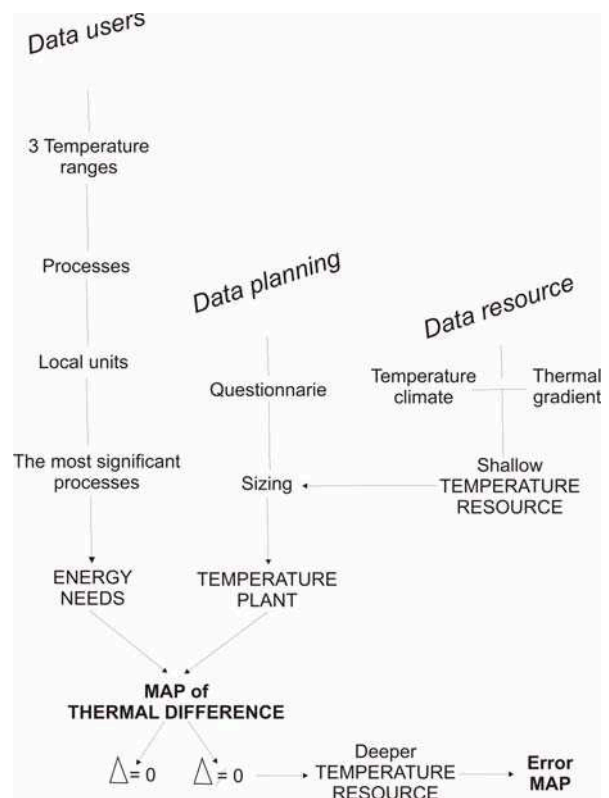 Data users
3 Temperature
ranges
Processes
Local units
The most significant
processes
ENERGY
NEEDS
Data planning
Questionnarie
Sizing
TEMPERATURE
PLANT
Data resource
Temperature
climate
Thermal
gradient
Shallow
TEMPERATURE
RESOURCE
MAP of
THERMAL DIFFERENCE
△= 0
△= 0
Deeper
TEMPERATURE
RESOURCE
Error
MAP